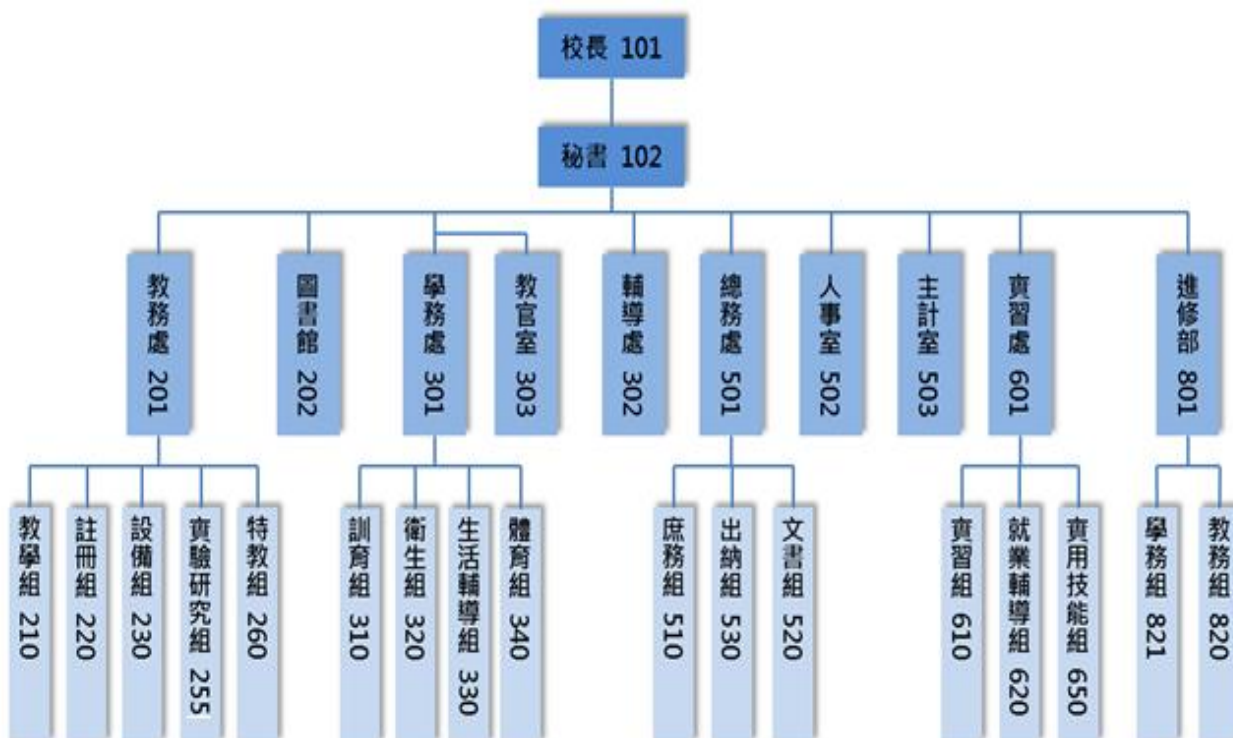 校長 101
秘書 102
教務處 201
圖書館 202
學務處 301
教官室 303
輔導處 302
總務處 501
人事室 502
主計室 503
實習處 601
進修部 801
教學組 210
註冊組 220
設備組 230
實驗研究組 255
特教組 260
訓育組 310
衛生組 320
生活輔導組 330
體育組 340
庶務組 510
出納組 530
文書組 520
實習組 610
就業輔導組 620
實用技能組 650
學務組 821
教務組 820